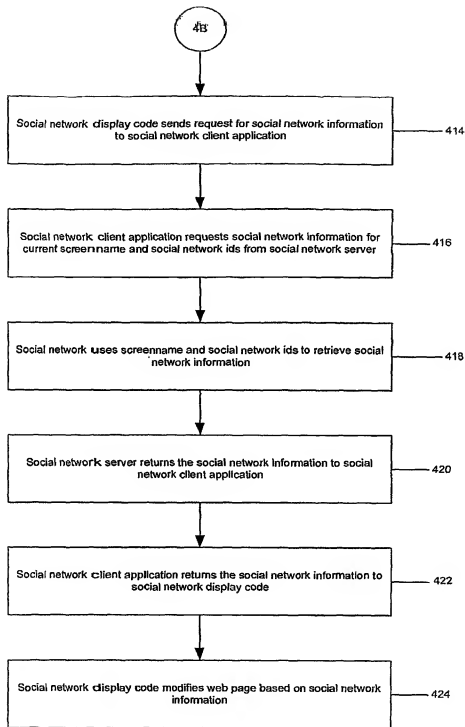 4B
Social network display code sends request for social network information
to social network client application
414
Social network client application requests social network information for
current screenname and social network ids from social network server
416
Social network uses screenname and social network ids to retrieve social
network information
418
Social network server returns the social network information to social
network client application
420
Social network client application returns the social network information to
social network display code
422
Social network display code modifies web page based on social network
information
424